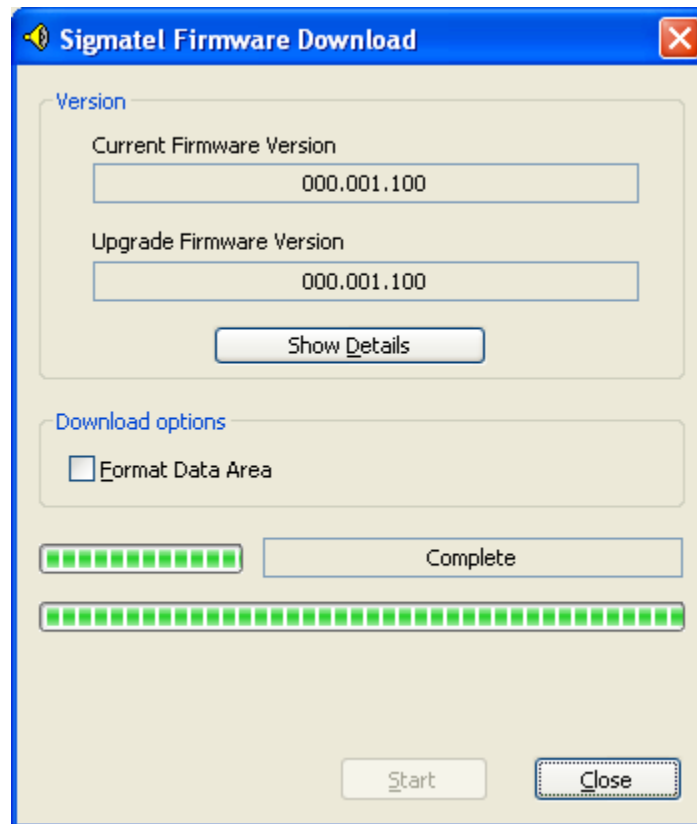 Sigmatel Firmware Download
Version
Current Firmware Version
000.001.100
Upgrade Firmware Version
000.001.100
Show Details
Download options
Format Data Area
Complete
Start
Close